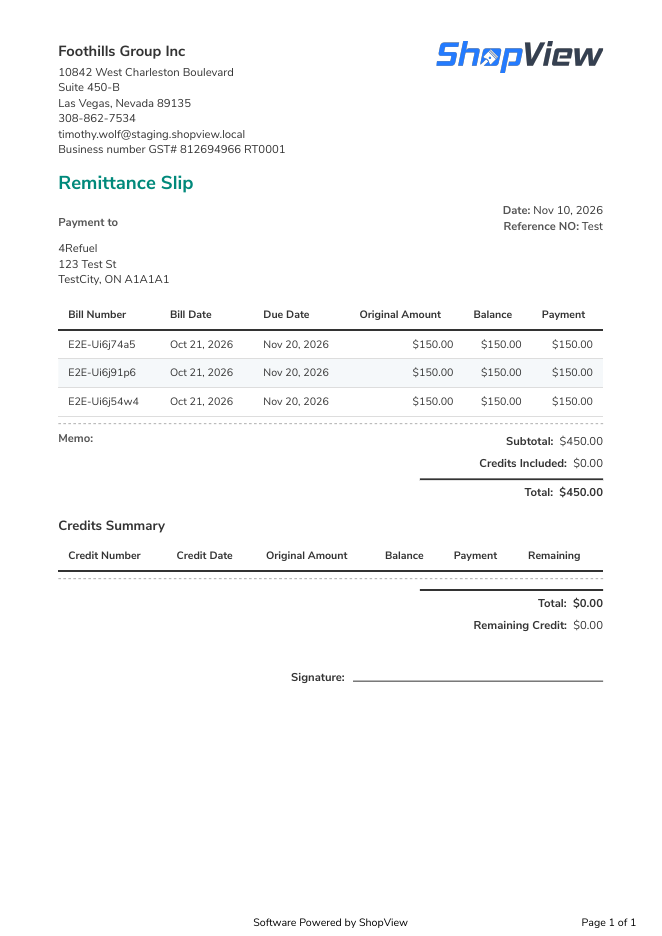 Foothills Group Inc
ShopView
10842 West Charleston Boulevard
Suite 450-B
Las Vegas, Nevada 89135
308-862-7534
timothy.wolf@staging.shopview.local
Business number GST# 812694966 RT0001
Remittance Slip
Date: Nov 10, 2026
Payment to
Reference NO: Test
4Refuel
123 Test St
TestCity, ON A1A1A1
Bill Number Bill Date Due Date Original Amount Balance Payment
E2E-Ui6j74a5 Oct 21, 2026 Nov 20, 2026 $150.00 $150.00 $150.00
E2E-Ui6j91p6 Oct 21, 2026 Nov 20, 2026 $150.00 $150.00 $150.00
E2E-Ui6j54w4 Oct 21, 2026 Nov 20, 2026 $150.00 $150.00 $150.00
Memo:
Subtotal: $450.00
Credits Included: $0.00
Total: $450.00
Credits Summary
Credit Number Credit Date Original Amount Balance Payment Remaining
Total: $0.00
Remaining Credit: $0.00
Signature:
Software Powered by ShopView
Page 1 of 1